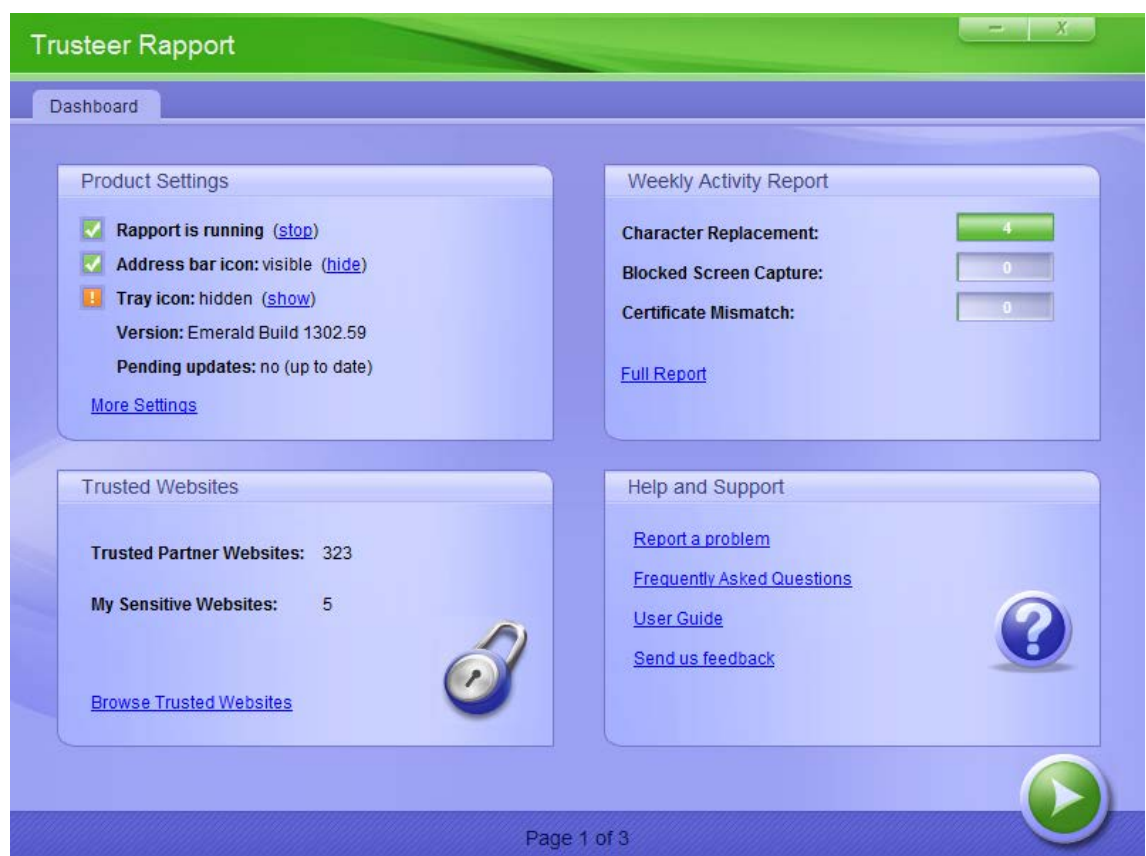 Trusteer Rapport
– X
Dashboard
Product Settings
Rapport is running (stop)
Address bar icon: visible (hide)
Tray icon: hidden (show)
Version: Emerald Build 1302.59
Pending updates: no (up to date)
More Settings
Weekly Activity Report
Character Replacement: 4
Blocked Screen Capture: 0
Certificate Mismatch: 0
Full Report
Trusted Websites
Trusted Partner Websites: 323
My Sensitive Websites: 5
Browse Trusted Websites
Help and Support
Report a problem
Frequently Asked Questions
User Guide
Send us feedback
?
Page 1 of 3